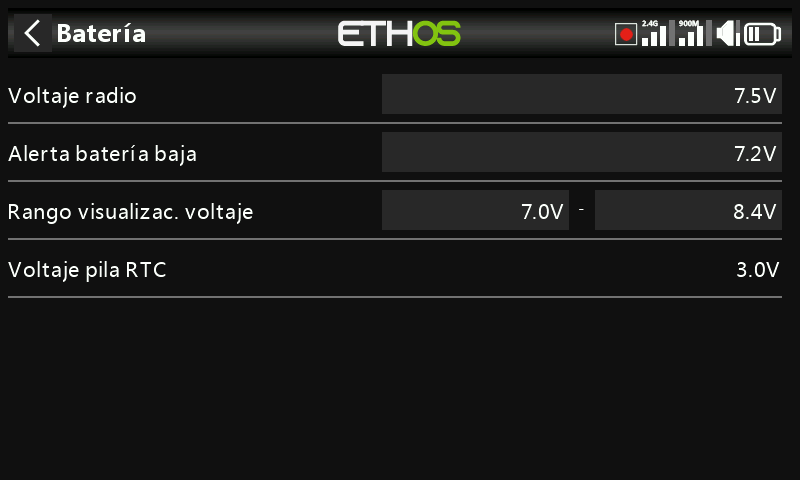 Batería
ETHOS
2.4G 900M
Voltaje radio 7.5V
Alerta batería baja 7.2V
Rango visualizac. voltaje 7.0V - 8.4V
Voltaje pila RTC 3.0V